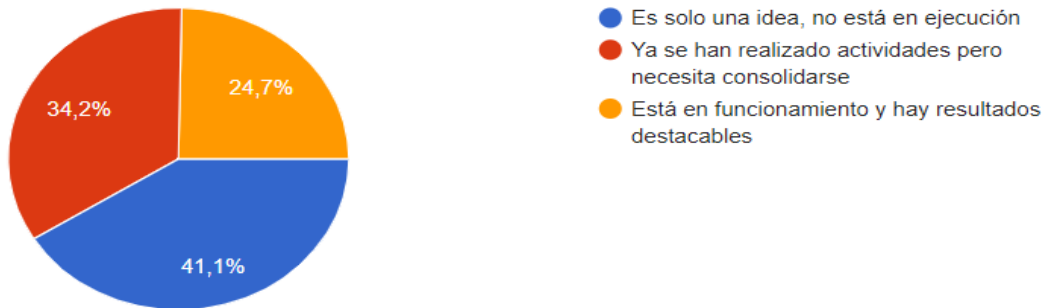 Es solo una idea, no está en ejecución
Ya se han realizado actividades pero
necesita consolidarse
Está en funcionamiento y hay resultados
destacables
34,2%
24,7%
41,1%